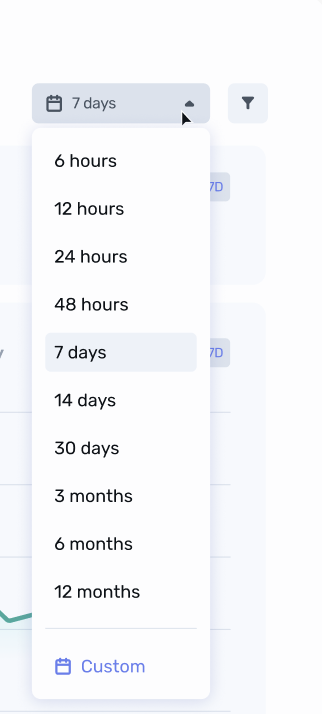 7 days
6 hours
12 hours
7D
24 hours
48 hours
7 days
7D
14 days
30 days
3 months
6 months
12 months
Custom